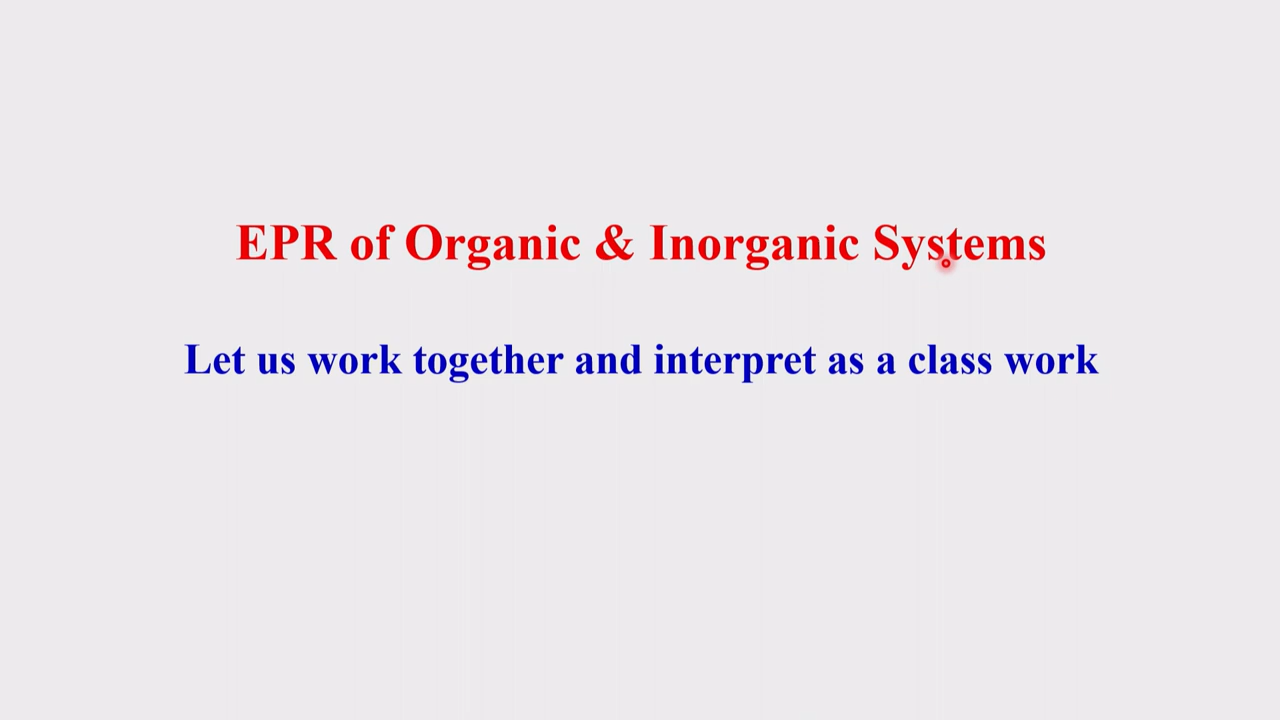 EPR of Organic & Inorganic Systems
Let us work together and interpret as a class work